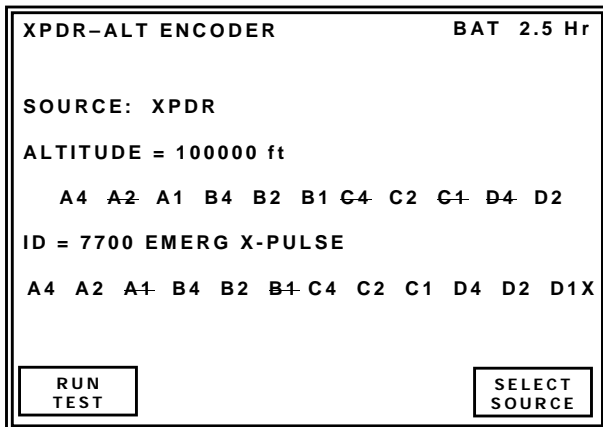 XPDR–ALT ENCODER BAT 2.5 Hr
SOURCE: XPDR
ALTITUDE = 100000 ft
A4 A2 A1 B4 B2 B1 C4 C2 C1 D4 D2
ID = 7700 EMERG X-PULSE
A4 A2 A1 B4 B2 B1 C4 C2 C1 D4 D2 D1X
RUN
TEST
SELECT
SOURCE